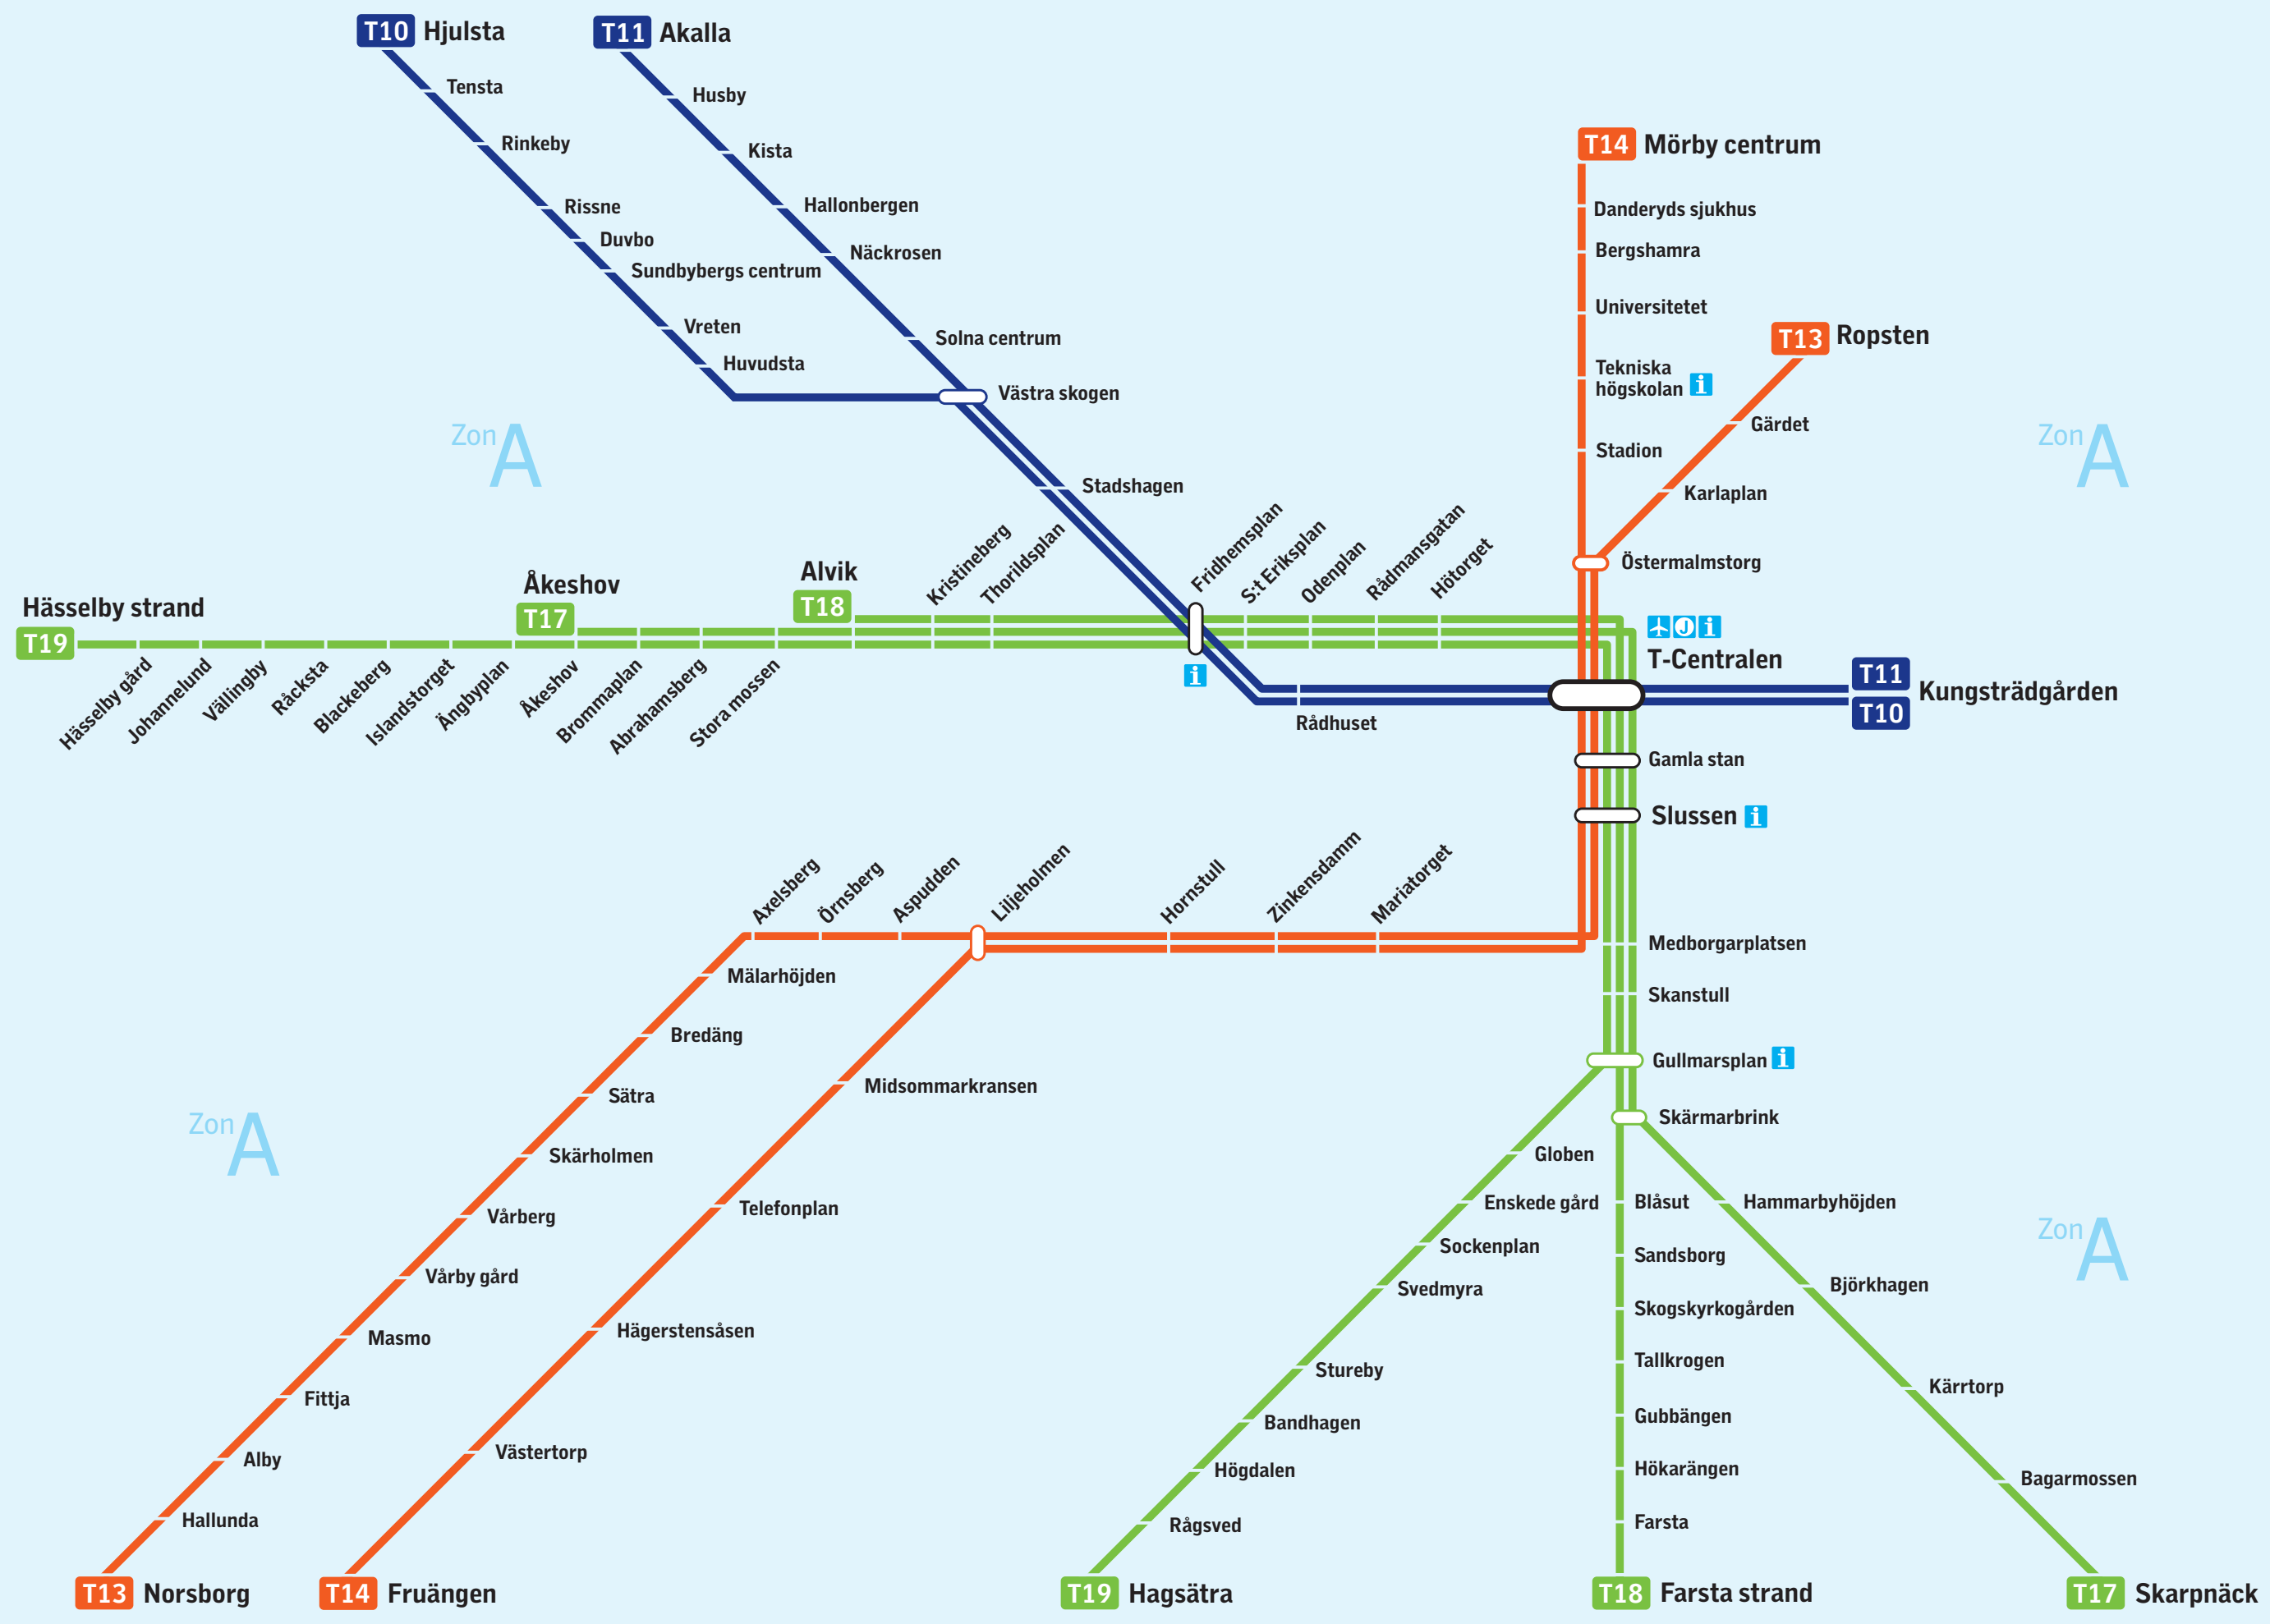 T10 Hjulsta
T11 Akalla
Tensta
Husby
Rinkeby
Kista
Rissne
Hallonbergen
Duvbo
Näckrosen
Sundbybergs centrum
Vreten
Solna centrum
Huvudsta
Västra skogen
Stadshagen
T14 Mörby centrum
Danderyds sjukhus
Bergshamra
Universitetet
T13 Ropsten
Tekniska
högskolan i
Gärdet
Stadion
Karlaplan
Östermalmstorg
Zon A
Zon A
Hässelby strand
T19
Åkeshov
T17
Alvik
T18
Kristineberg
Thorildsplan
Fridhemsplan
S:t Eriksplan
Odenplan
Rådmansgatan
Hötorget
Hässelby gård
Johannelund
Vällingby
Råcksta
Blackeberg
Islandstorget
Ängbyplan
Åkeshov
Brommaplan
Abrahamsberg
Stora mossen
i
Rådhuset
J i
T-Centralen
T11
T10
Kungsträdgården
Gamla stan
Slussen i
Axelsberg
Örnsberg
Aspudden
Liljeholmen
Hornstull
Zinkensdamm
Mariatorget
Medborgarplatsen
Skanstull
Gullmarsplan i
Skärmarbrink
Mälarhöjden
Bredäng
Sätra
Skärholmen
Vårberg
Vårby gård
Masmo
Fittja
Alby
Hallunda
T13 Norsborg
Midsommarkransen
Telefonplan
Hägerstensåsen
Västertorp
T14 Fruängen
Zon A
Zon A
Globen
Enskede gård
Sockenplan
Svedmyra
Stureby
Bandhagen
Högdalen
Rågsved
T19 Hagsätra
Blåsut
Sandsborg
Skogskyrkogården
Tallkrogen
Gubbängen
Hökarängen
Farsta
T18 Farsta strand
Hammarbyhöjden
Björkhagen
Kärrtorp
Bagarmossen
T17 Skarpnäck